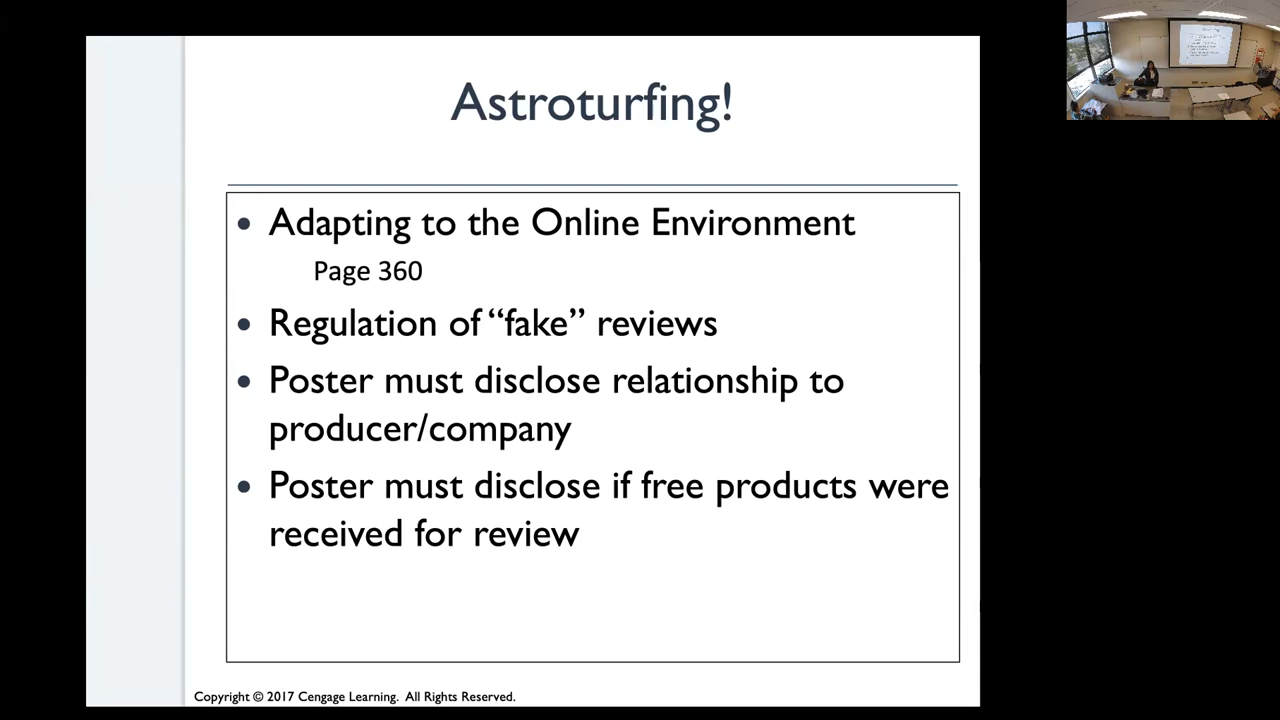 Astroturfing!
• Adapting to the Online Environment
Page 360
• Regulation of “fake” reviews
• Poster must disclose relationship to
producer/company
• Poster must disclose if free products were
received for review
Copyright © 2017 Cengage Learning. All Rights Reserved.